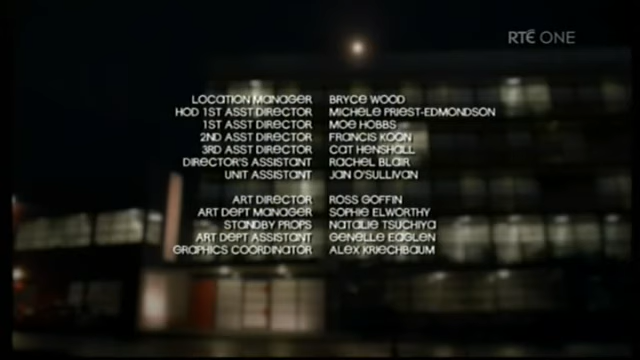 RTÉ ONE
LOCATION MANAGER BRYCE WOOD
HOD 1ST ASST DIRECTOR MICHELE PRIEST-EDMONDSON
1ST ASST DIRECTOR MOE HOBBS
2ND ASST DIRECTOR FRANCIS KOON
3RD ASST DIRECTOR CAT HENSHALL
DIRECTOR'S ASSISTANT RACHEL BLAIR
UNIT ASSISTANT JAN O'SULLIVAN
ART DIRECTOR ROSS GOFFIN
ART DEPT MANAGER SOPHIE ELWORTHY
STANDBY PROPS NATALIE TSUCHIYA
ART DEPT ASSISTANT GENELLE EAGLEN
GRAPHICS COORDINATOR ALEX KRIECHBAUM